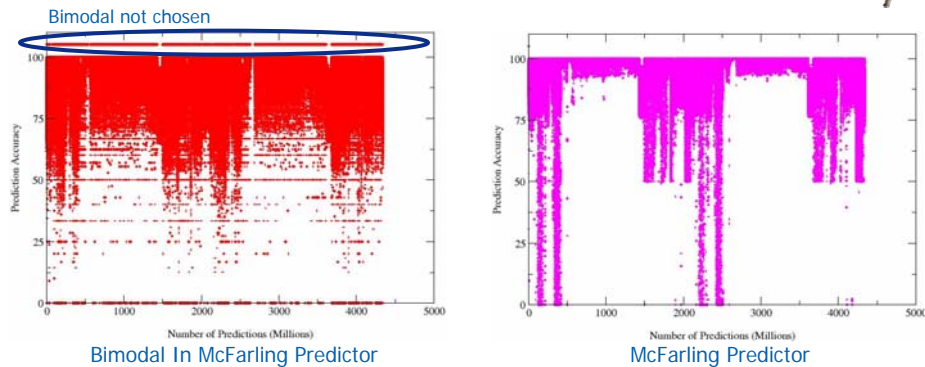 Bimodal not chosen
100
75
50
25
0
Prediction Accuracy
0 1000 2000 3000 4000 5000
Number of Predictions (Millions)
Bimodal In McFarling Predictor
100
75
50
25
0
Prediction Accuracy
0 1000 2000 3000 4000 5000
Number of Predictions (Millions)
McFarling Predictor